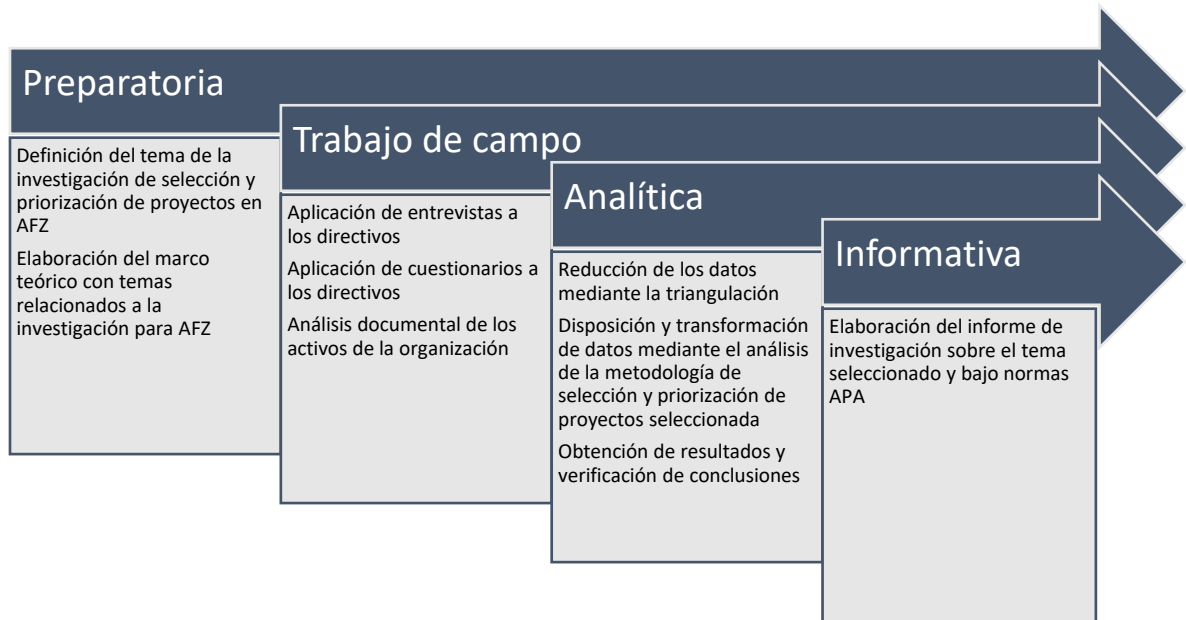 Preparatoria
Definición del tema de la
investigación de selección y
priorización de proyectos en
AFZ
Elaboración del marco
teórico con temas
relacionados a la
investigación para AFZ
Trabajo de campo
Aplicación de entrevistas a
los directivos
Aplicación de cuestionarios a
los directivos
Análisis documental de los
activos de la organización
Analítica
Reducción de los datos
mediante la triangulación
Disposición y transformación
de datos mediante el análisis
de la metodología de
selección y priorización de
proyectos seleccionada
Obtención de resultados y
verificación de conclusiones
Informativa
Elaboración del informe de
investigación sobre el tema
seleccionado y bajo normas
APA